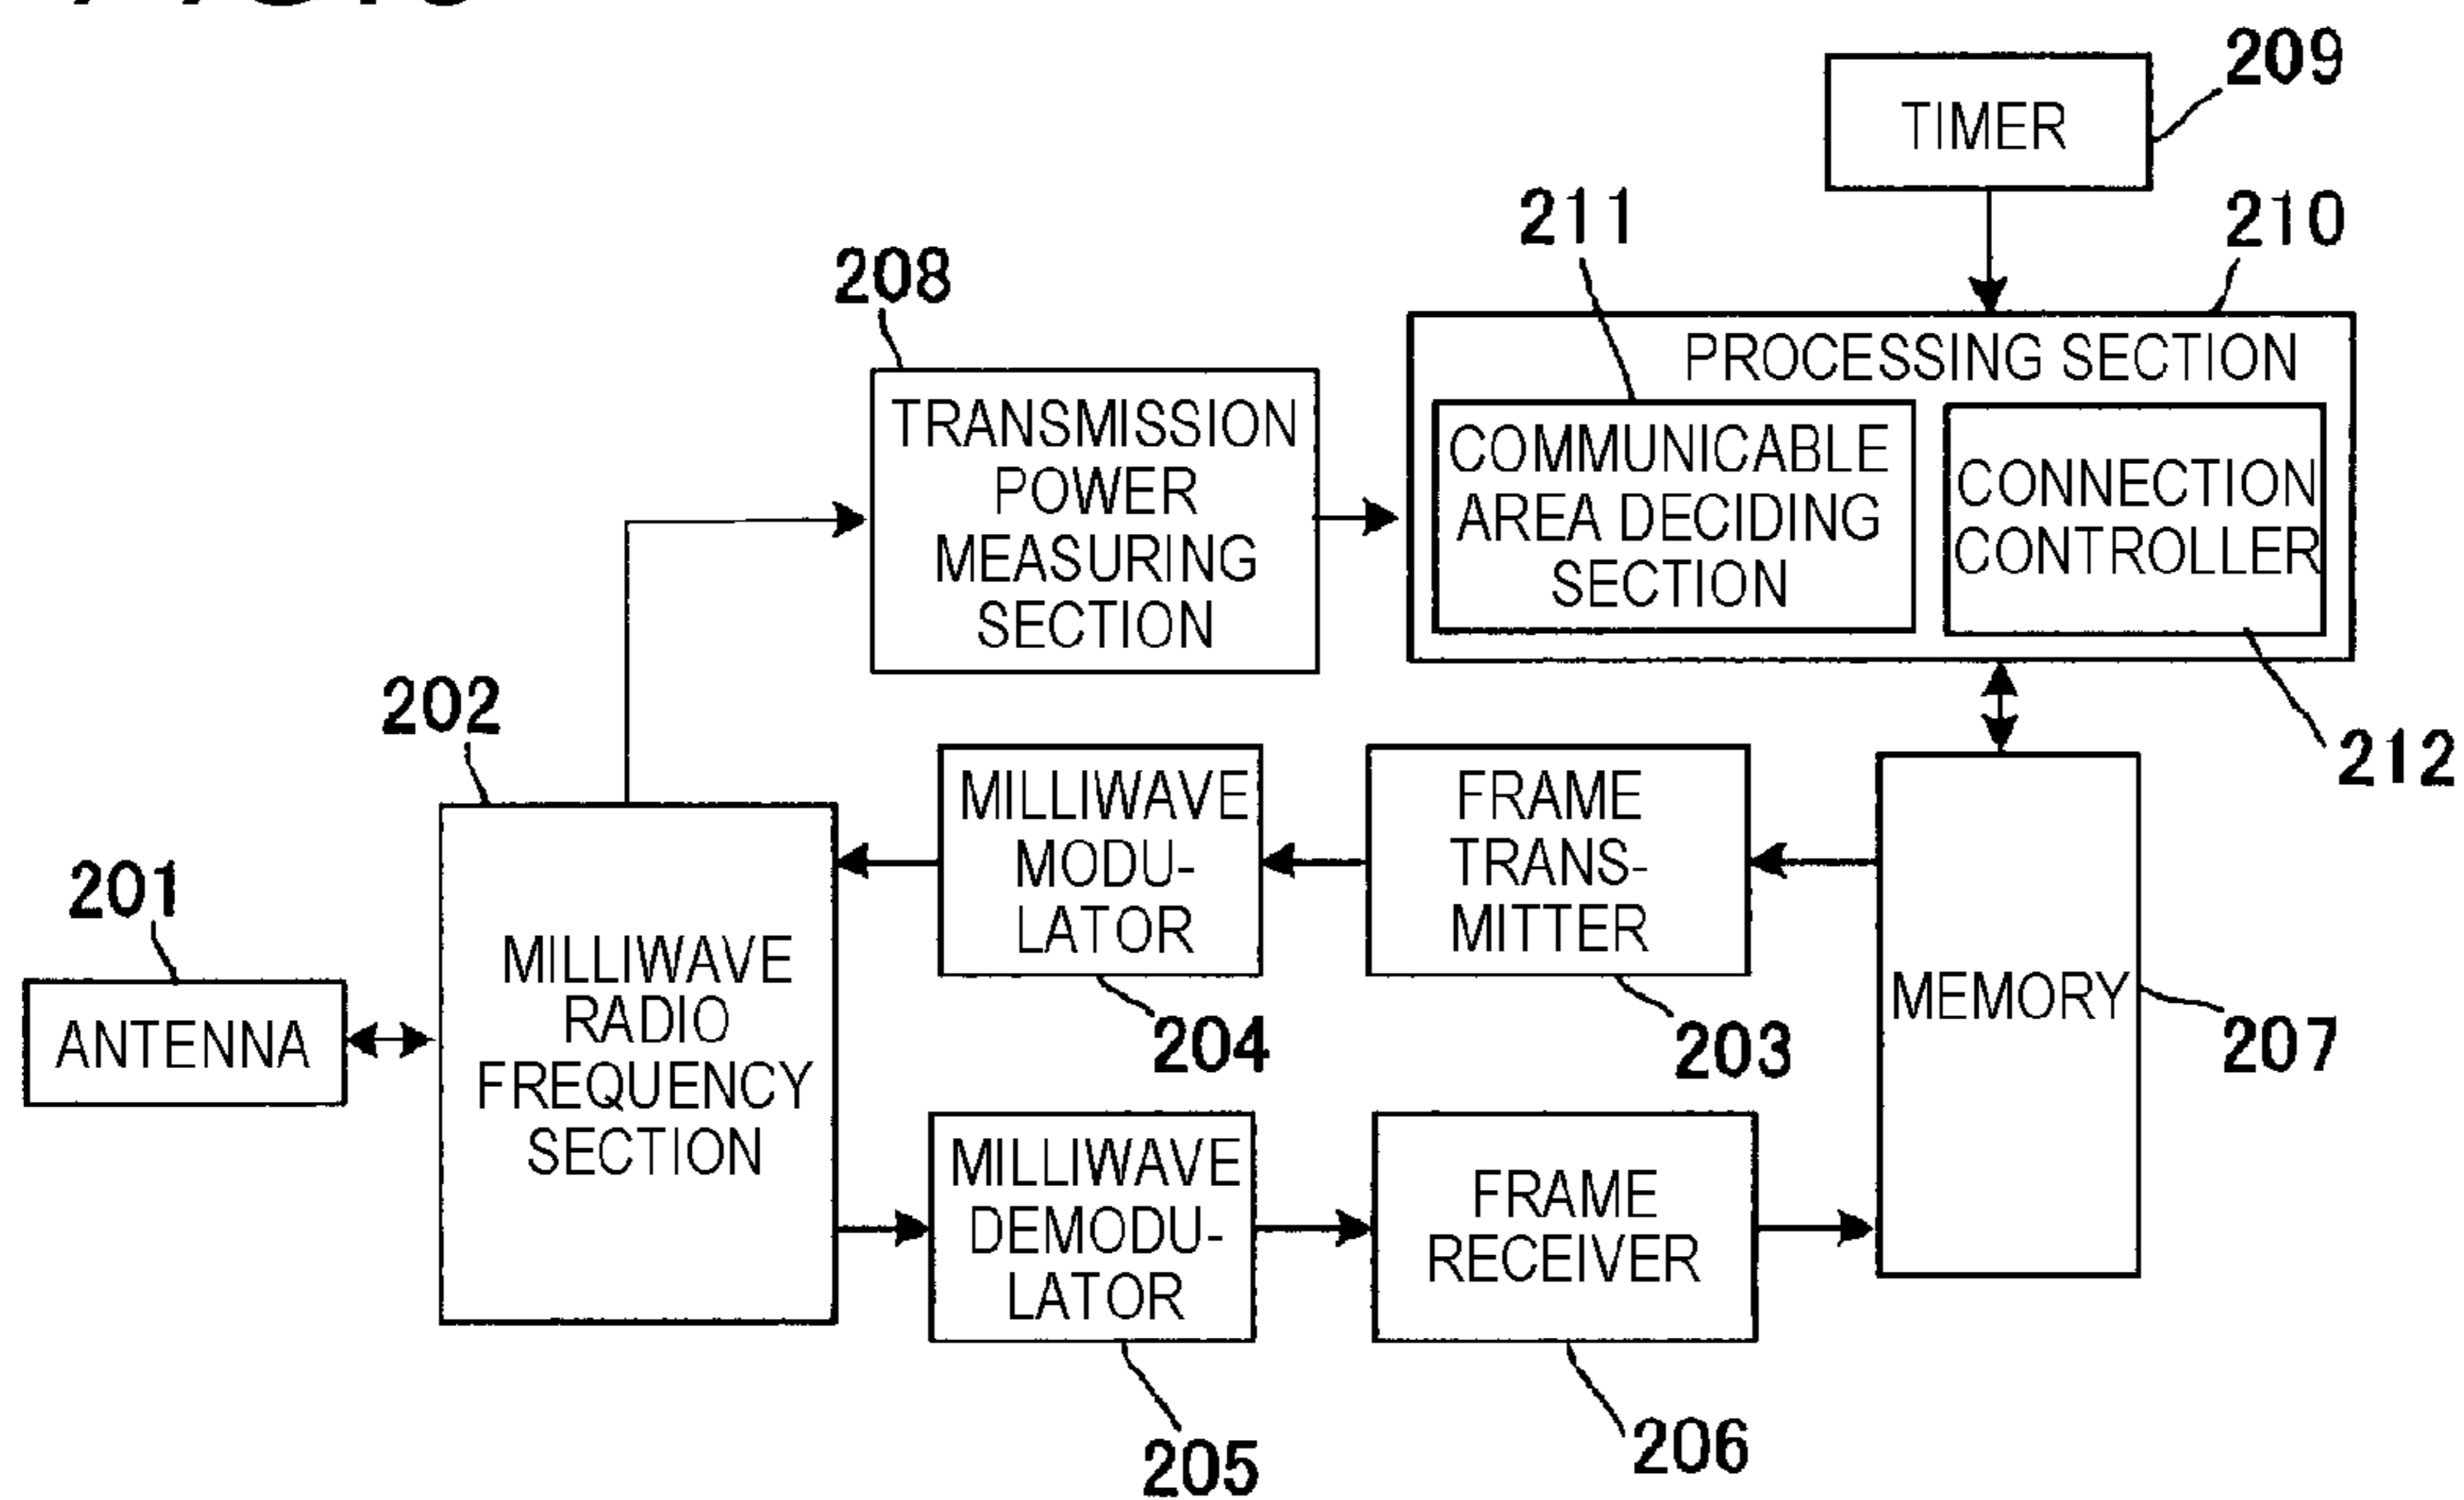 209
TIMER
211
210
208
PROCESSING SECTION
TRANSMISSION
POWER
MEASURING
SECTION
COMMUNICABLE
AREA DECIDING
SECTION
CONNECTION
CONTROLLER
202
212
MILLIWAVE
MODU-
LATOR
FRAME
TRANS-
MITTER
201
MILLIWAVE
RADIO
FREQUENCY
SECTION
MEMORY
ANTENNA
204
203
207
MILLIWAVE
DEMODU-
LATOR
FRAME
RECEIVER
205
206